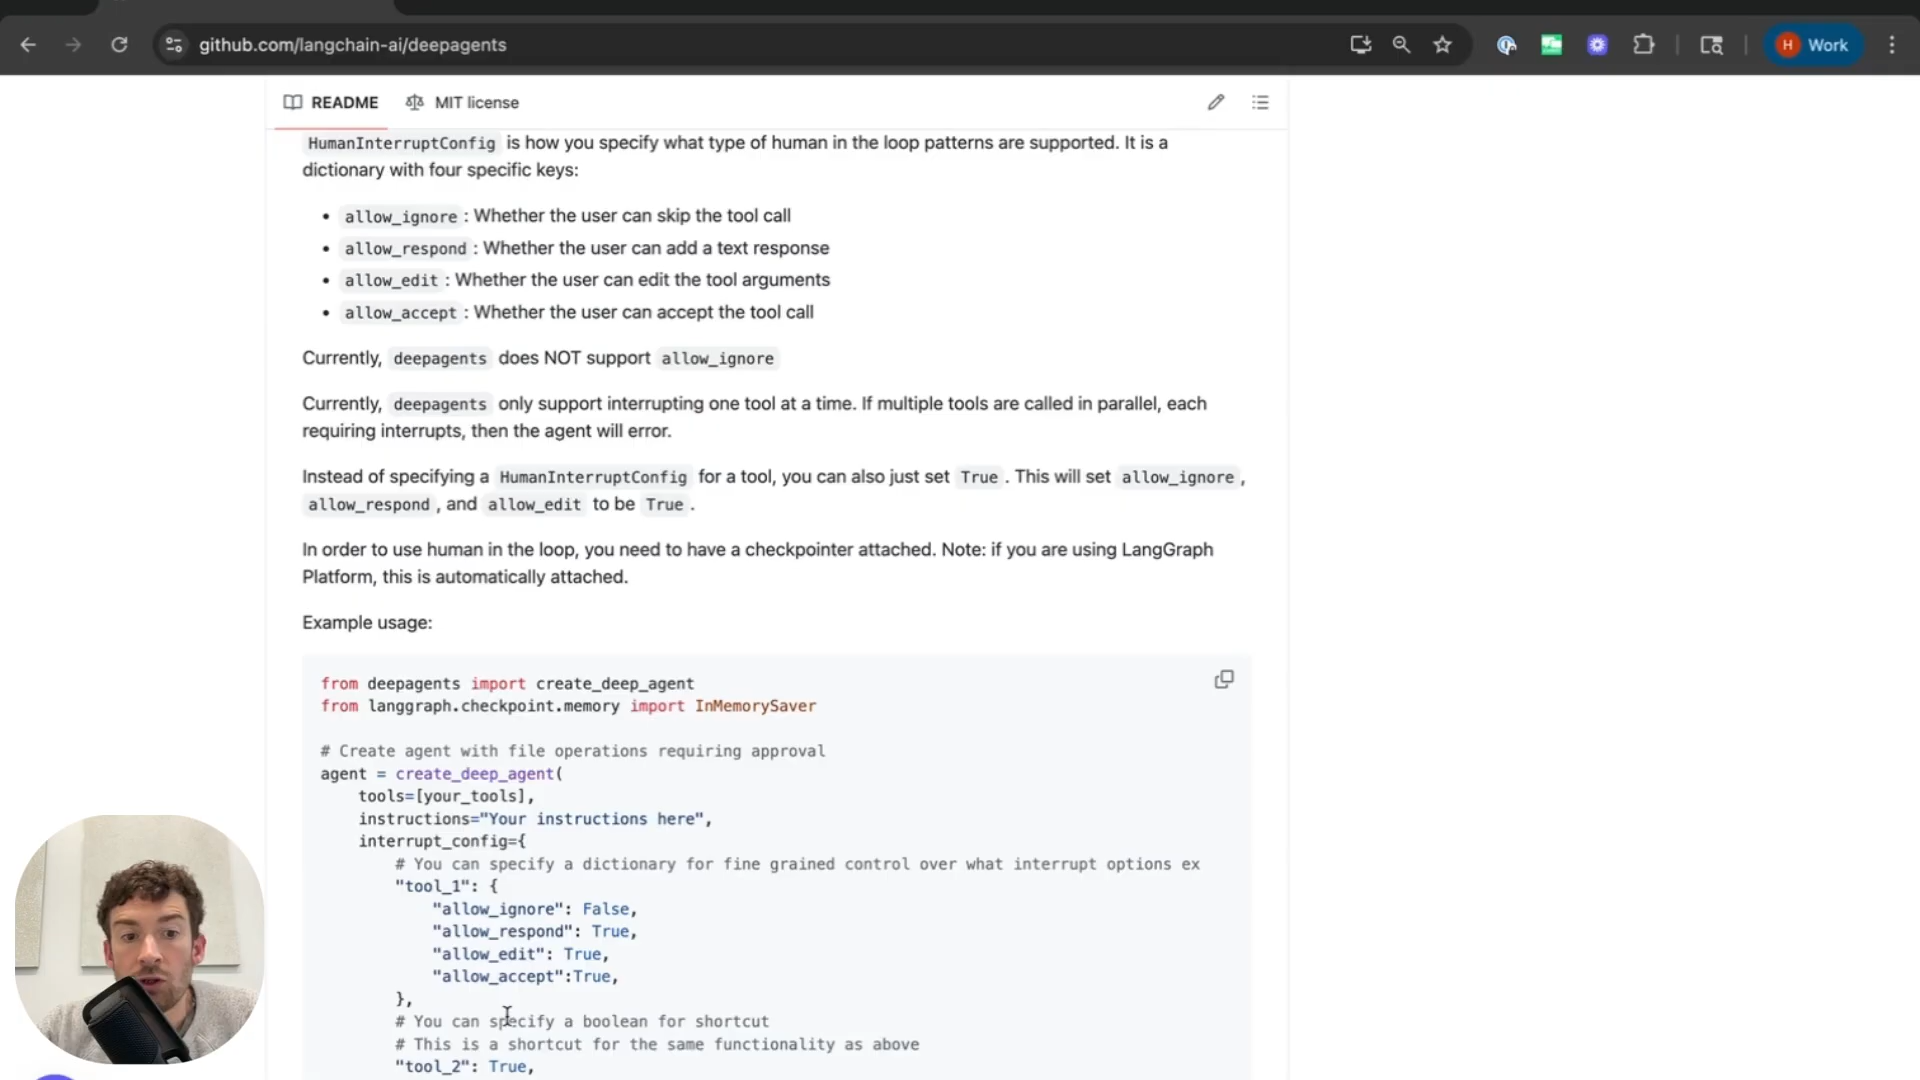 github.com/langchain-ai/deepagents
H Work
README MIT license
HumanInterruptConfig is how you specify what type of human in the loop patterns are supported. It is a
dictionary with four specific keys:
• allow_ignore : Whether the user can skip the tool call
• allow_respond : Whether the user can add a text response
• allow_edit : Whether the user can edit the tool arguments
• allow_accept : Whether the user can accept the tool call
Currently, deepagents does NOT support allow_ignore
Currently, deepagents only support interrupting one tool at a time. If multiple tools are called in parallel, each
requiring interrupts, then the agent will error.
Instead of specifying a HumanInterruptConfig for a tool, you can also just set True . This will set allow_ignore ,
allow_respond , and allow_edit to be True .
In order to use human in the loop, you need to have a checkpointer attached. Note: if you are using LangGraph
Platform, this is automatically attached.
Example usage:
from deepagents import create_deep_agent
from langgraph.checkpoint.memory import InMemorySaver
# Create agent with file operations requiring approval
agent = create_deep_agent(
tools=[your_tools],
instructions="Your instructions here",
interrupt_config={
# You can specify a dictionary for fine grained control over what interrupt options ex
"tool_1": {
"allow_ignore": False,
"allow_respond": True,
"allow_edit": True,
"allow_accept":True,
},
# You can specify a boolean for shortcut
# This is a shortcut for the same functionality as above
"tool_2": True,